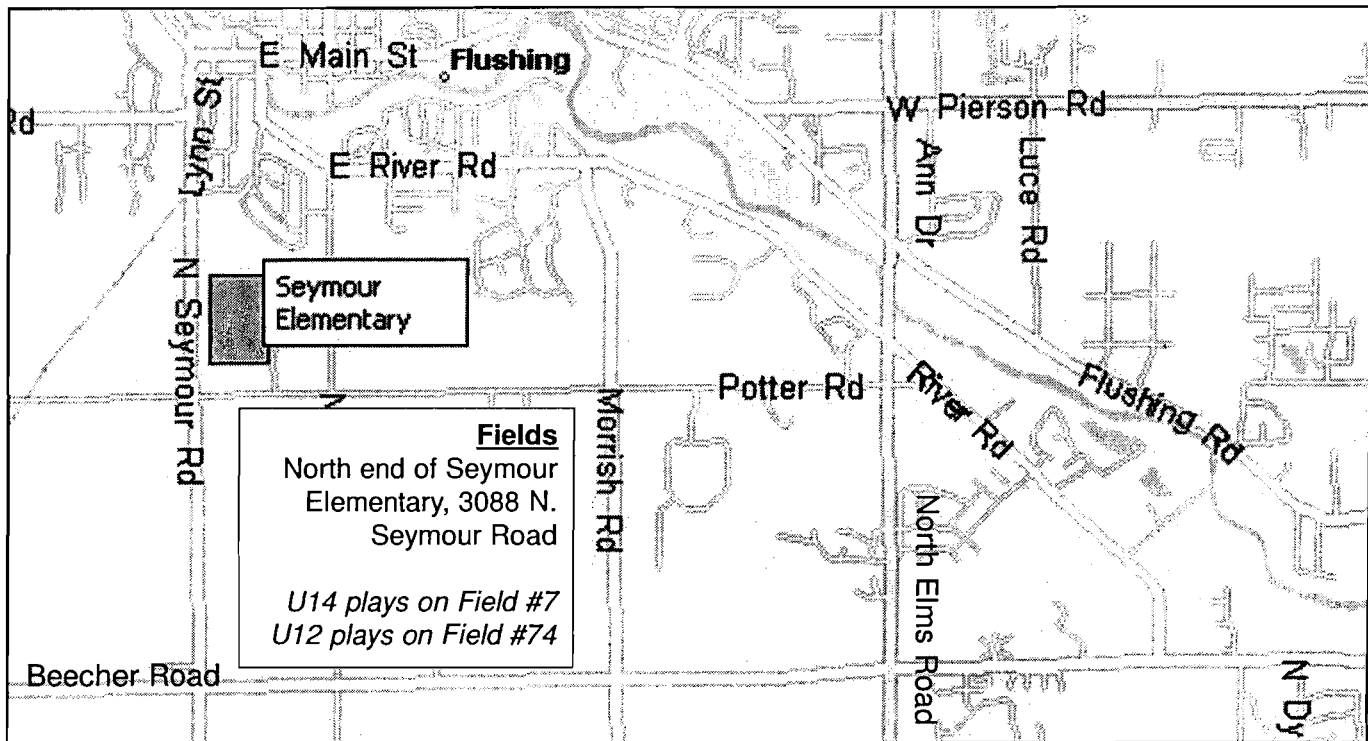 E Main St
Flushing
W Pierson Rd
Rd
Lynn St
E River Rd
Ann Dr
Luce Rd
N Seymour Rd
Seymour
Elementary
Potter Rd
River Rd
Flushing Rd
Morrish Rd
N
Fields
North end of Seymour
Elementary, 3088 N.
Seymour Road
U14 plays on Field #7
U12 plays on Field #74
North Elms Road
Beecher Road
N Dy